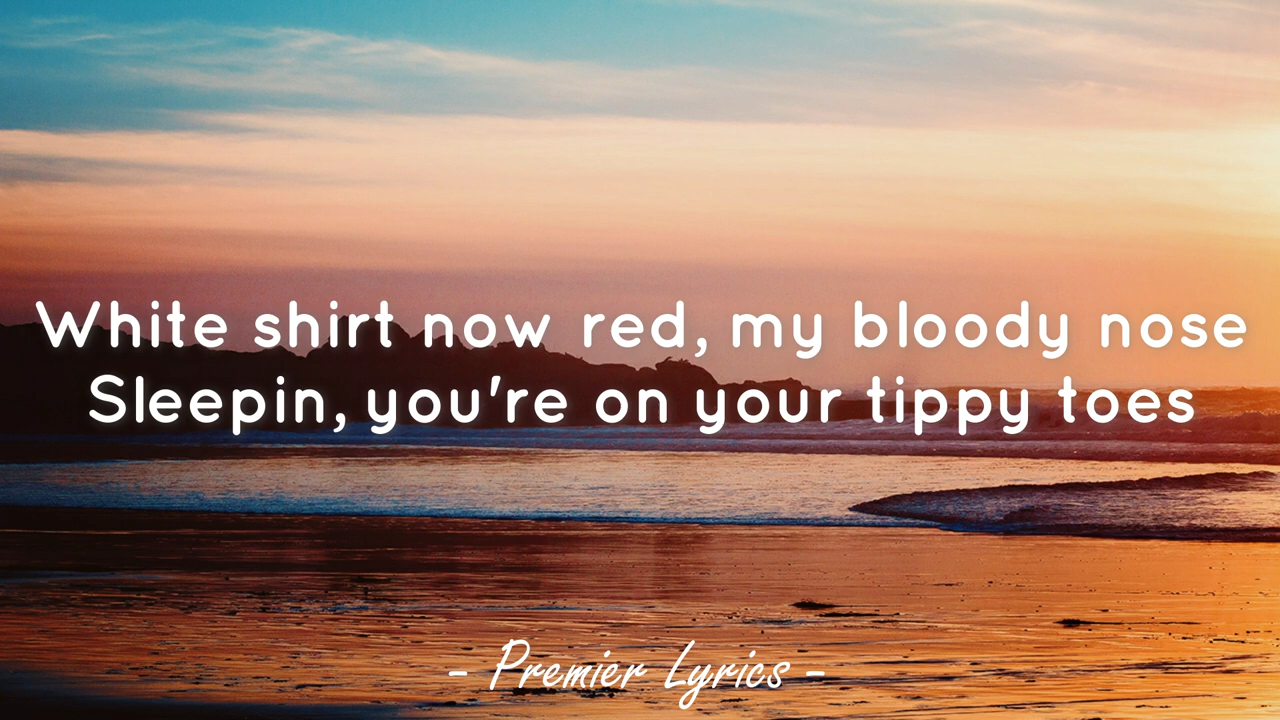 White shirt now red, my bloody nose
Sleepin, you're on your tippy toes
- Premier Lyrics -